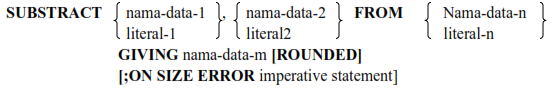 SUBSTRACT { nama-data-1 }, { nama-data-2 } FROM { Nama-data-n }
{ literal-1 } { literal2 } { literal-n }
GIVING nama-data-m [ROUNDED]
[;ON SIZE ERROR imperative statement]